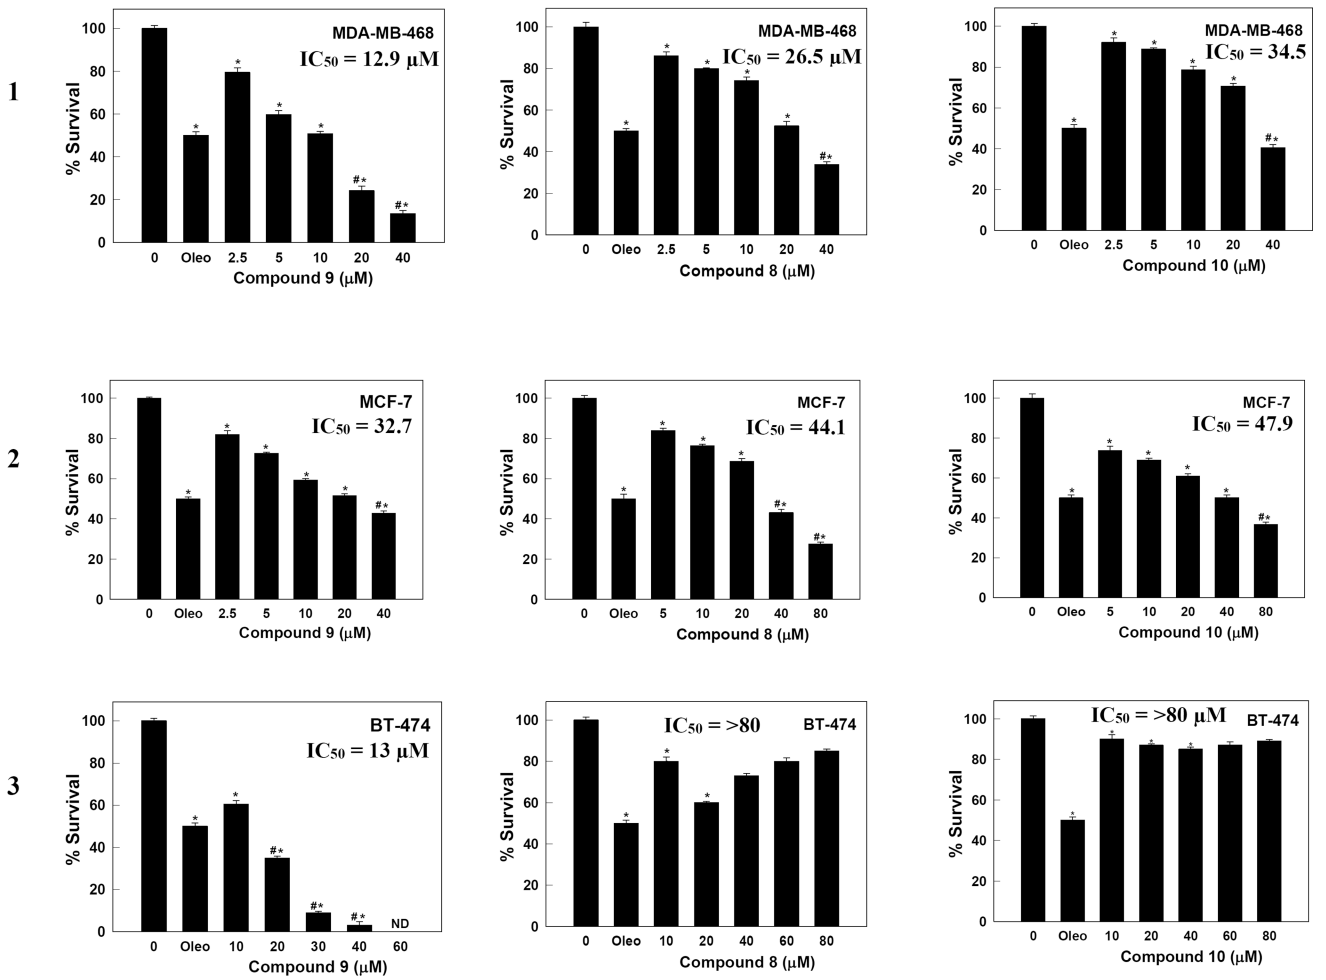 1
MDA-MB-468
IC50 = 12.9 µM
% Survival
100
80
60
40
20
0
* * * * * #* #*
0 Oleo 2.5 5 10 20 40
Compound 9 (µM)
MDA-MB-468
IC50 = 26.5 µM
% Survival
100
80
60
40
20
0
* * * * * #*
0 Oleo 2.5 5 10 20 40
Compound 8 (µM)
MDA-MB-468
IC50 = 34.5
% Survival
100
80
60
40
20
0
* * * * * #*
0 Oleo 2.5 5 10 20 40
Compound 10 (µM)
2
MCF-7
IC50 = 32.7
% Survival
100
80
60
40
20
0
* * * * * #*
0 Oleo 2.5 5 10 20 40
Compound 9 (µM)
MCF-7
IC50 = 44.1
% Survival
100
80
60
40
20
0
* * * * #* #*
0 Oleo 5 10 20 40 80
Compound 8 (µM)
MCF-7
IC50 = 47.9
% Survival
100
80
60
40
20
0
* * * * * #*
0 Oleo 5 10 20 40 80
Compound 10 (µM)
3
BT-474
IC50 = 13 µM
% Survival
100
80
60
40
20
0
* * #* #* #* ND
0 Oleo 10 20 30 40 60
Compound 9 (µM)
IC50 = >80 BT-474
% Survival
100
80
60
40
20
0
* * *
0 Oleo 10 20 40 60 80
Compound 8 (µM)
IC50 = >80 µM BT-474
% Survival
100
80
60
40
20
0
* * * *
0 Oleo 10 20 40 60 80
Compound 10 (µM)